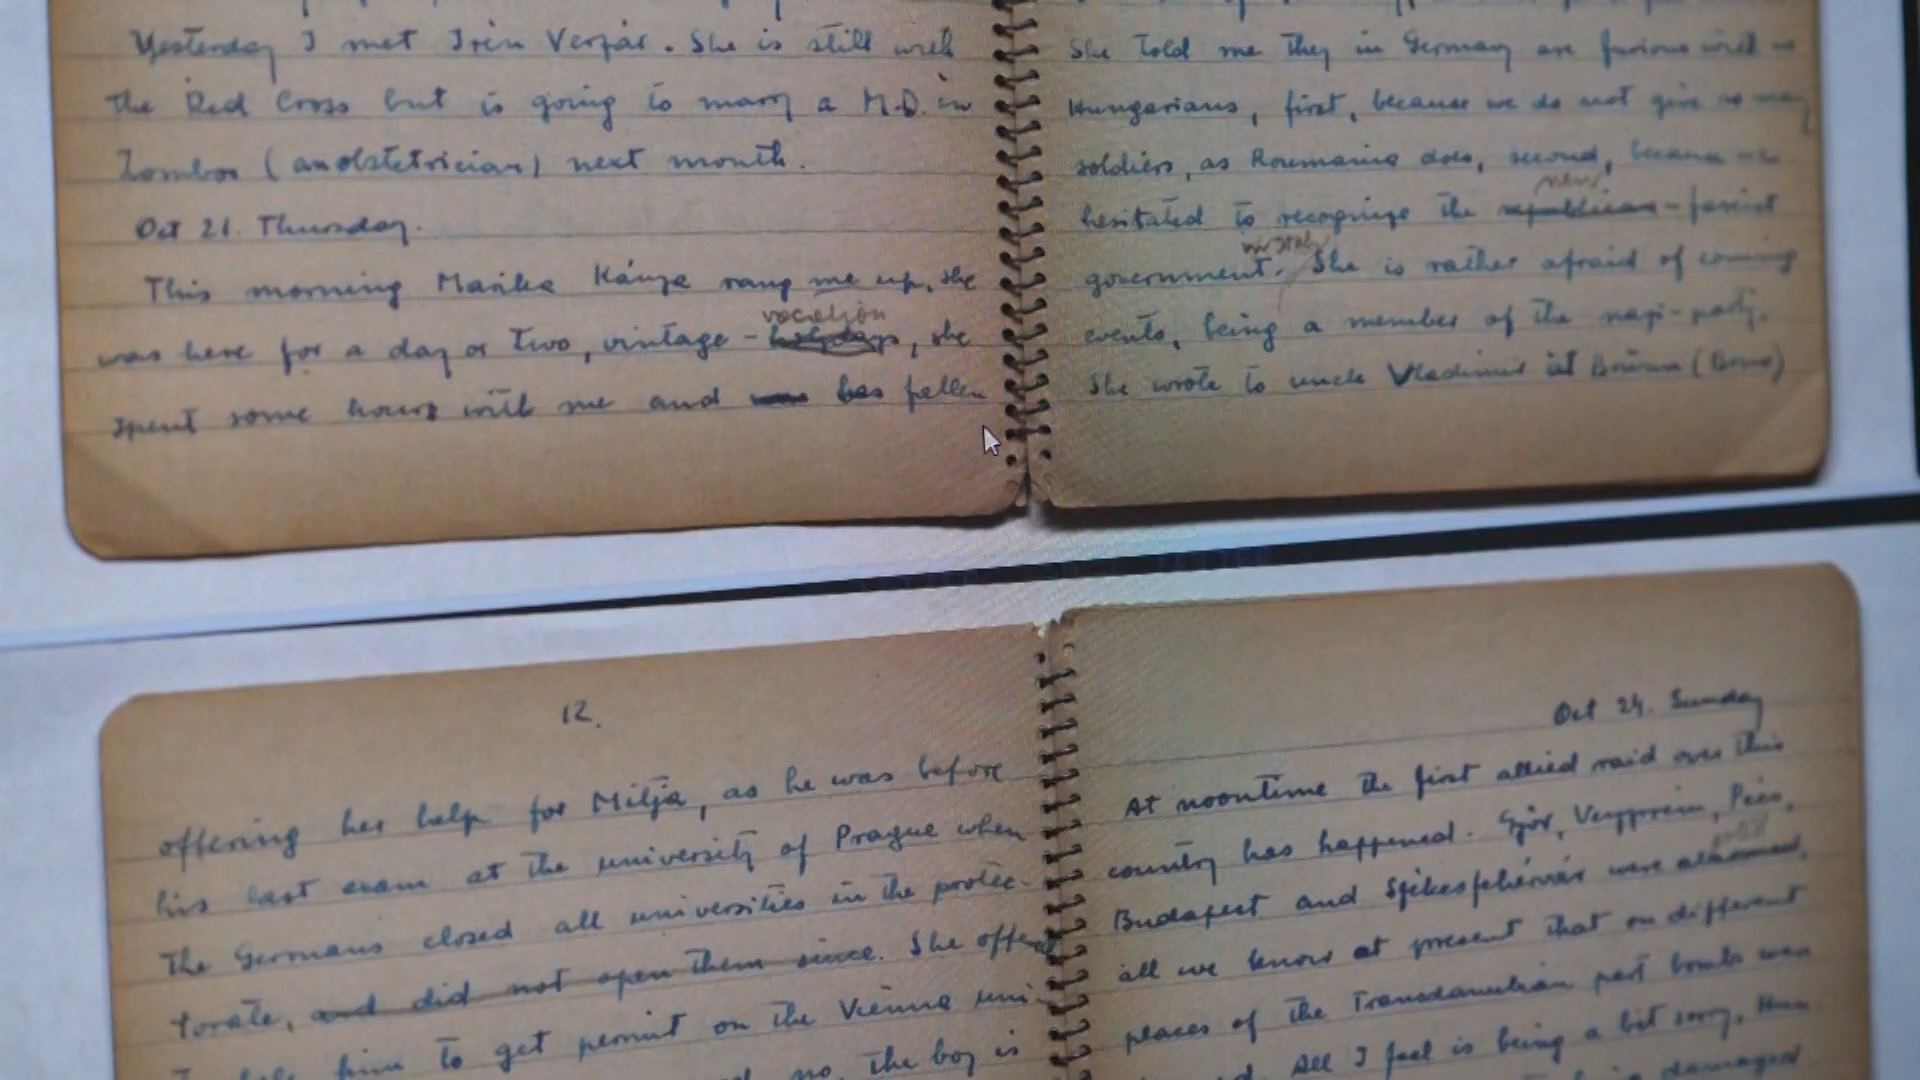 Yesterday I met Irén Verzár. She is still with
the Red Cross but is going to marry a M.D. in
Zombor (an obstetrician) next month.
Oct 21. Thursday.
This morning Marika Kánya rang me up, she
vacation
was here for a day or two, vintage - holydays, she
spent some hours with me and was has fallen
She told me they in Germany are furious with us
Hungarians, first, because we do not give so many
soldiers, as Roumania does, second, because we
new
hesitated to recognize the republican - fascist
government. She is rather afraid of coming
events, being a member of the nazi-party.
She wrote to uncle Vladimir at Brünn (Brno)
12.
offering her help for Mitja, as he was before
his last exam at the university of Prague when
the Germans closed all universities in the protec-
torate, and did not open them since. She offered
him to get permit on the Vienna uni-
no, the boy is
Oct 24. Sunday
At noontime the first allied raid over this
country has happened. Győr, Veszprém, Pécs,
Budapest and Székesfehérvár were alarmed,
all we know at present that on different
places of the Transdanubian part bombs were
All I feel is being a bit sorry,
damaged